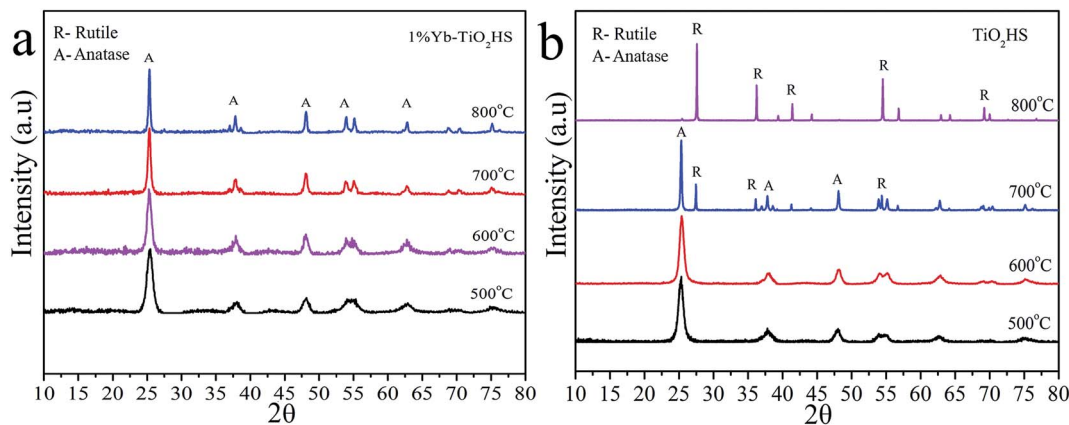 a
R- Rutile
A- Anatase
1%Yb-TiO₂HS
A
A
A
A
A
800°C
700°C
600°C
500°C
Intensity (a.u)
10 15 20 25 30 35 40 45 50 55 60 65 70 75 80
2θ
b
R- Rutile
A- Anatase
TiO₂HS
R
R
R
R
R
800°C
A
R
R
A
A
R
700°C
600°C
500°C
Intensity (a.u)
10 15 20 25 30 35 40 45 50 55 60 65 70 75 80
2θ